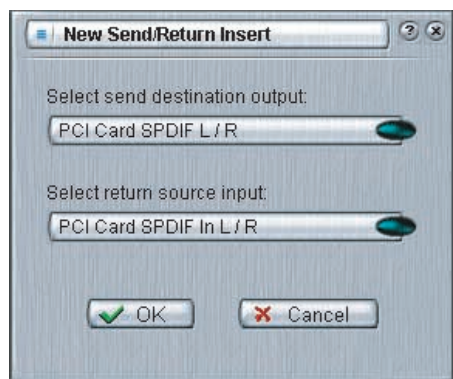 New Send/Return Insert ? x
Select send destination output:
PCI Card SPDIF L / R
Select return source input:
PCI Card SPDIF In L / R
OK Cancel